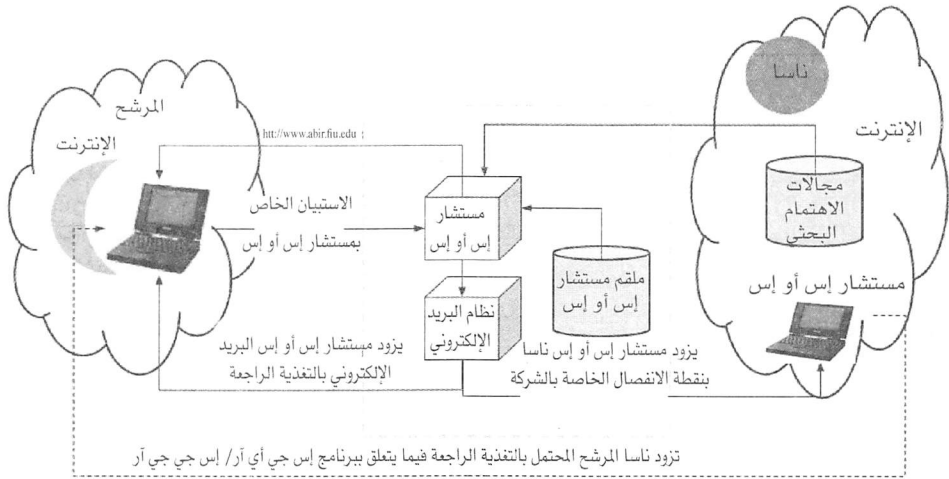 ناسا
المرشح
الإنترنت
الإنترنت
htt://www.abir.fiu.edu
مجالات
الاهتمام
البحثي
الاستبيان الخاص
بمستشار إس أو إس
مستشار
إس أو إس
ملقم مستشار
إس أو إس
مستشار إس أو إس
نظام البريد
الإلكتروني
يزود مستشار إس أو إس البريد
الإلكتروني بالتغذية الراجعة
يزود مستشار إس أو إس ناسا
بنقطة الانفصال الخاصة بالشركة
تزود ناسا المرشح المحتمل بالتغذية الراجعة فيما يتعلق ببرنامج إس جي أي آر/ إس جي جي آر